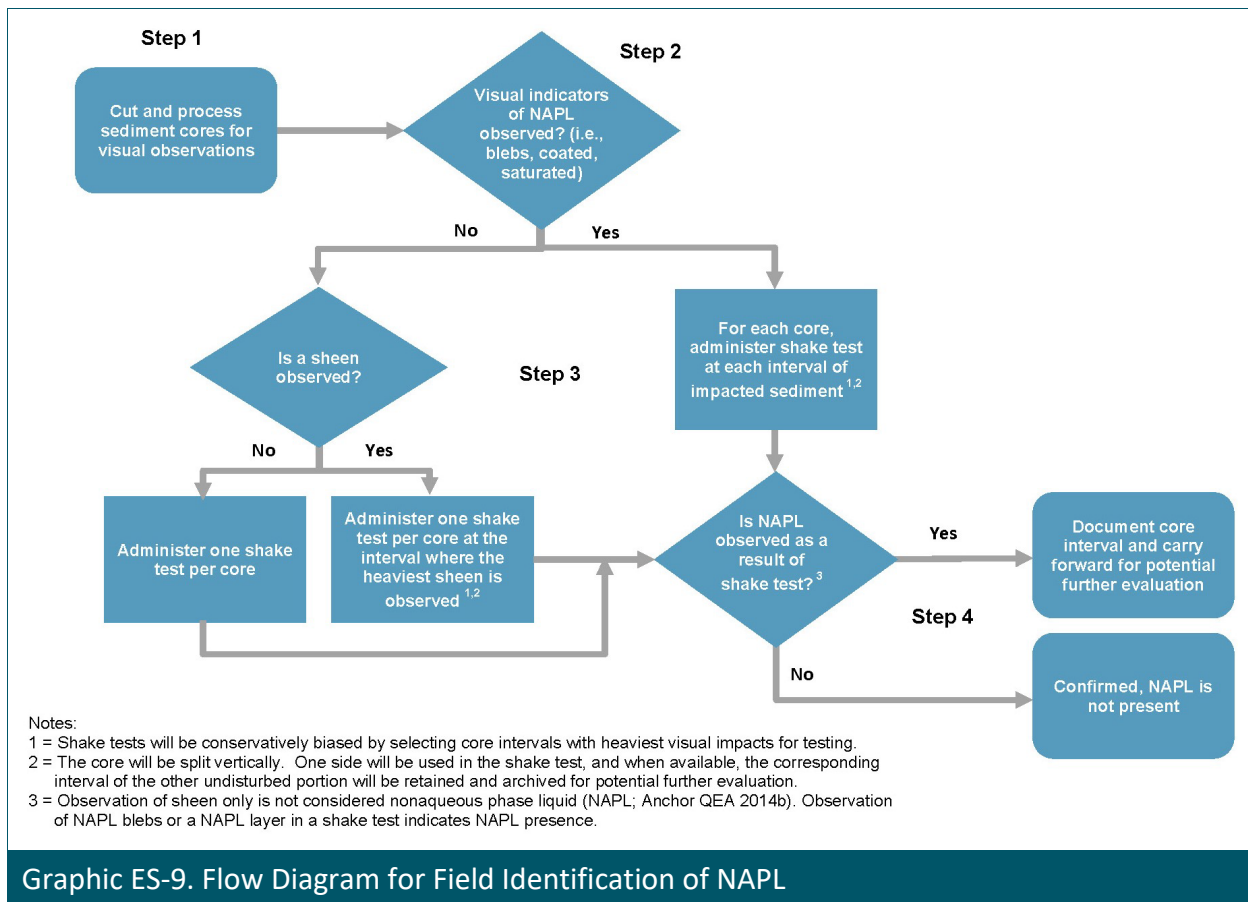 Step 1
Step 2
Cut and process
sediment cores for
visual observations
Visual indicators
of NAPL
observed? (i.e.,
blebs, coated,
saturated)
No
Yes
Is a sheen
observed?
Step 3
For each core,
administer shake test
at each interval of
impacted sediment 1,2
No
Yes
Administer one shake
test per core
Administer one shake
test per core at the
interval where the
heaviest sheen is
observed 1,2
Is NAPL
observed as a
result of
shake test? 3
Yes
Document core
interval and carry
forward for potential
further evaluation
Step 4
No
Confirmed, NAPL is
not present
Notes:
1 = Shake tests will be conservatively biased by selecting core intervals with heaviest visual impacts for testing.
2 = The core will be split vertically. One side will be used in the shake test, and when available, the corresponding
interval of the other undisturbed portion will be retained and archived for potential further evaluation.
3 = Observation of sheen only is not considered nonaqueous phase liquid (NAPL; Anchor QEA 2014b). Observation
of NAPL blebs or a NAPL layer in a shake test indicates NAPL presence.
Graphic ES-9. Flow Diagram for Field Identification of NAPL